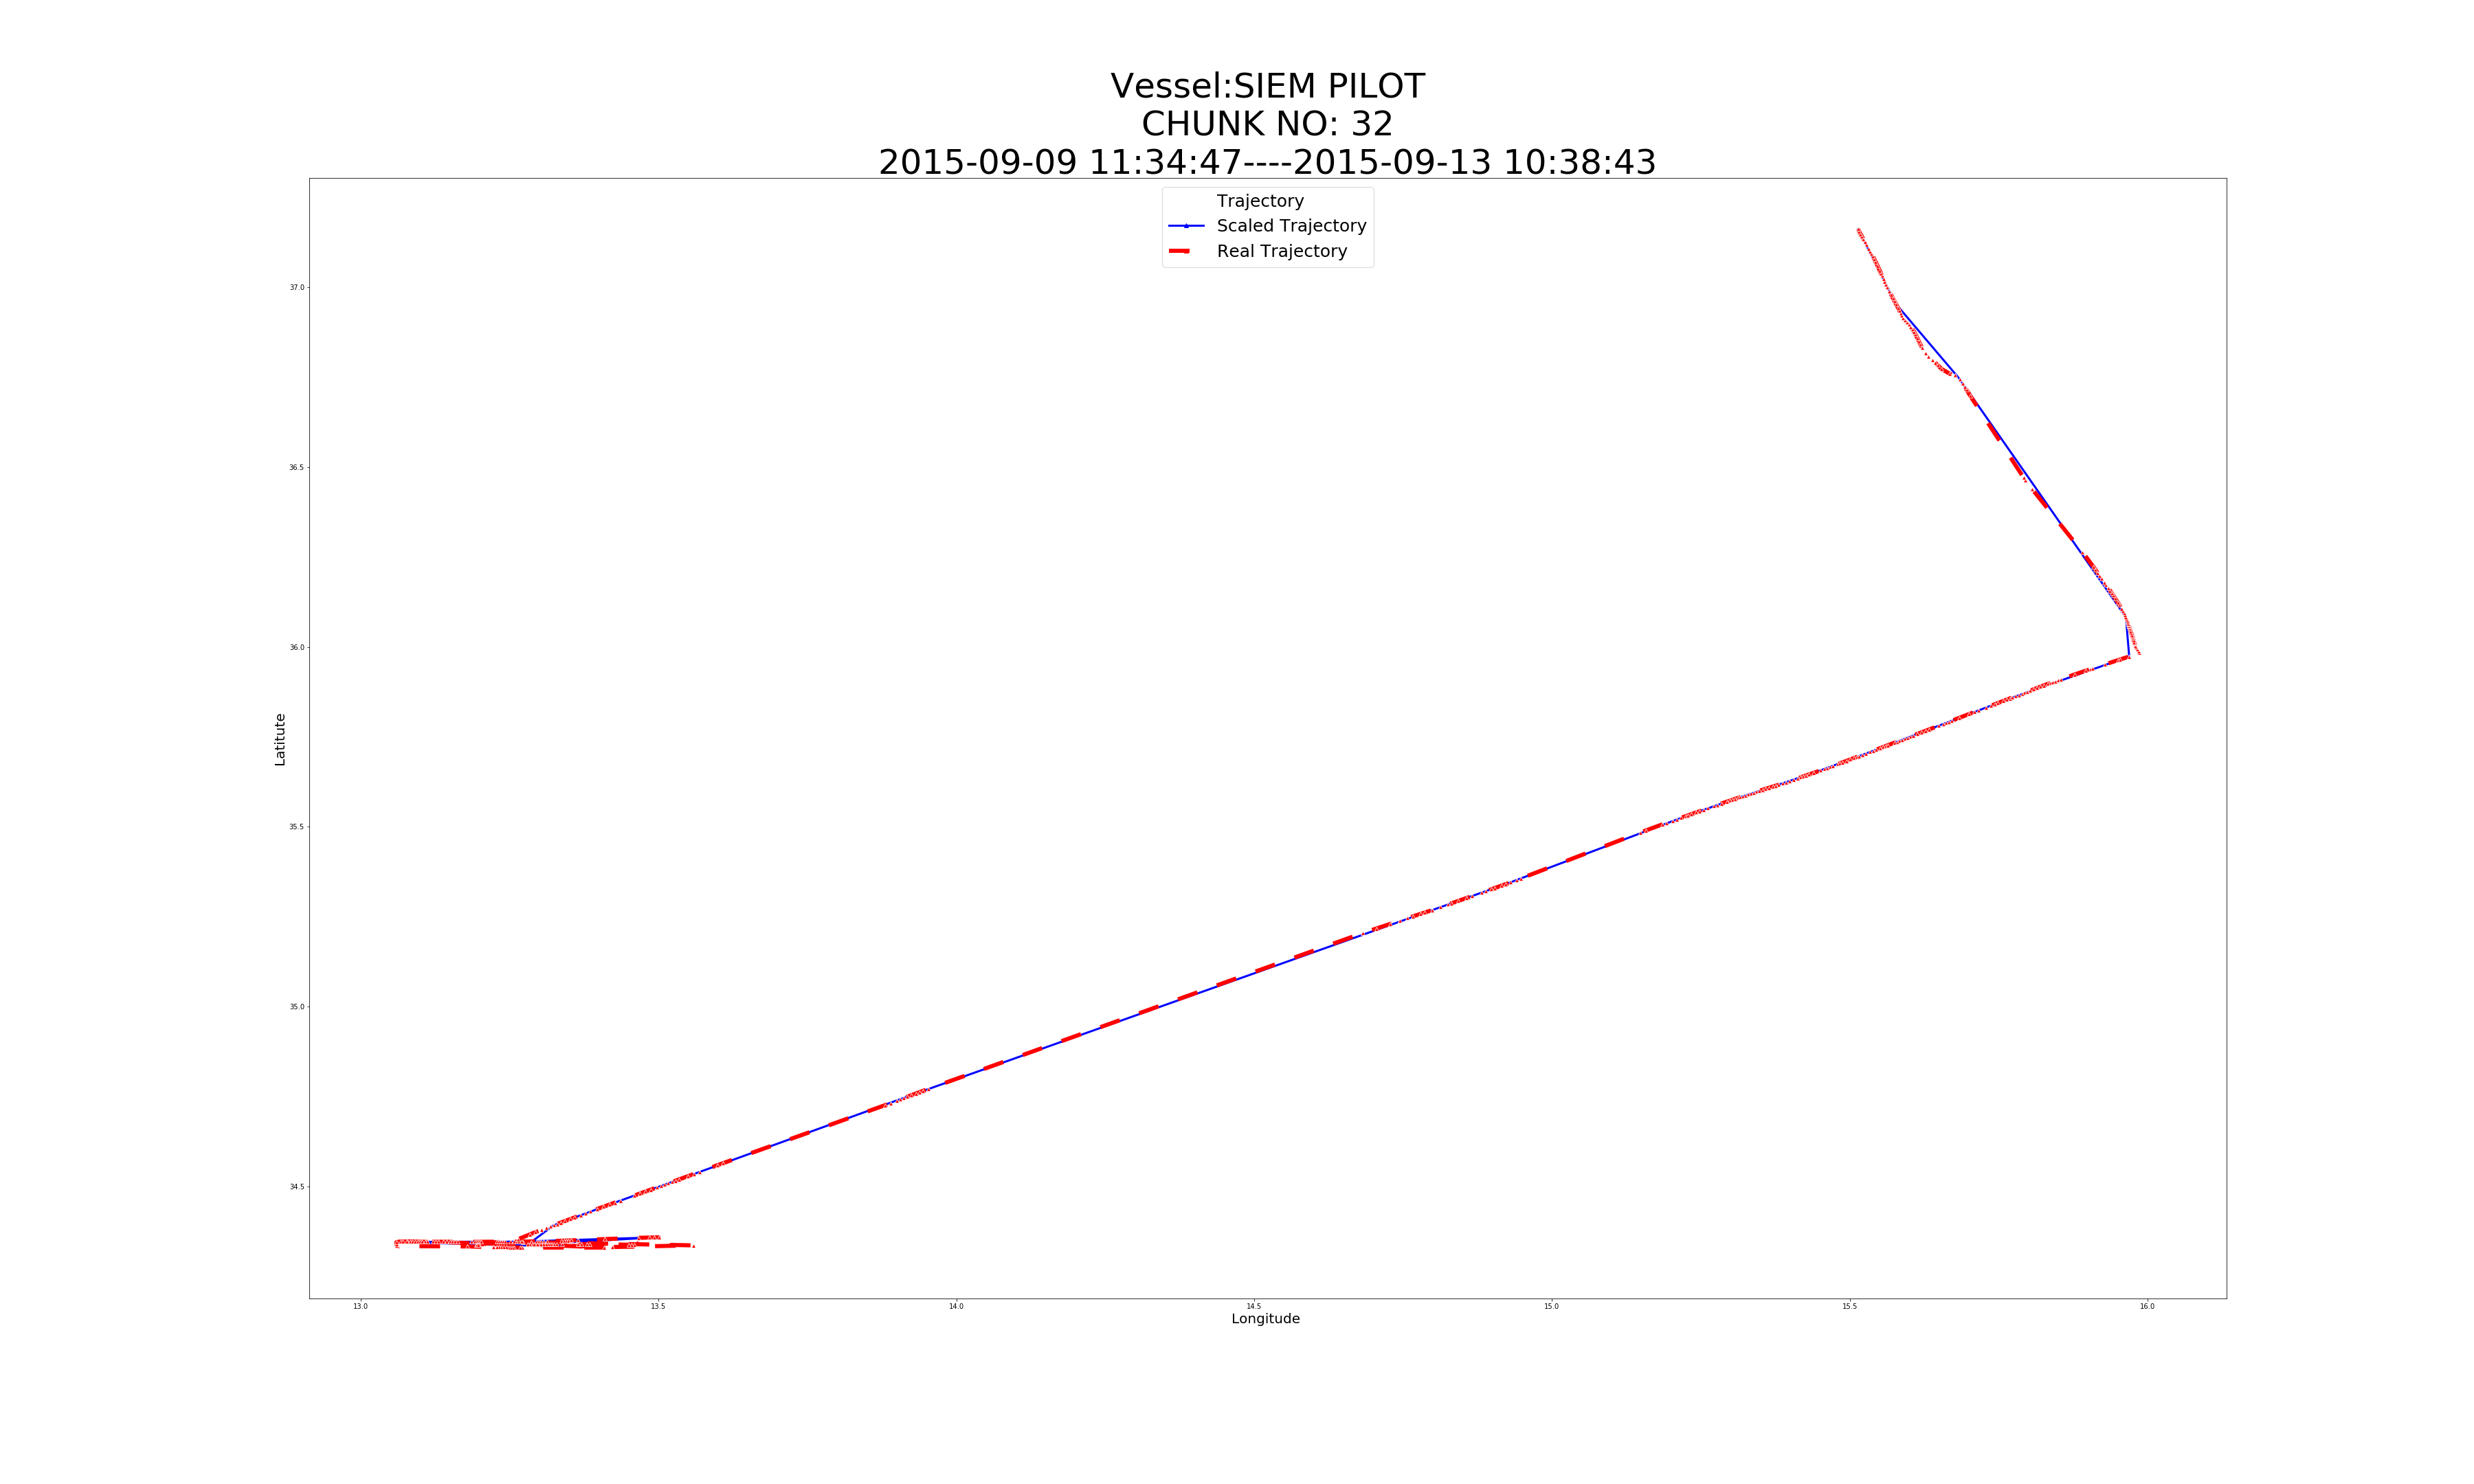 Vessel:SIEM PILOT
CHUNK NO: 32
2015-09-09 11:34:47----2015-09-13 10:38:43
Trajectory
Scaled Trajectory
Real Trajectory
37.0
36.5
36.0
35.5
35.0
34.5
Latitute
13.0 13.5 14.0 14.5 15.0 15.5 16.0
Longitude